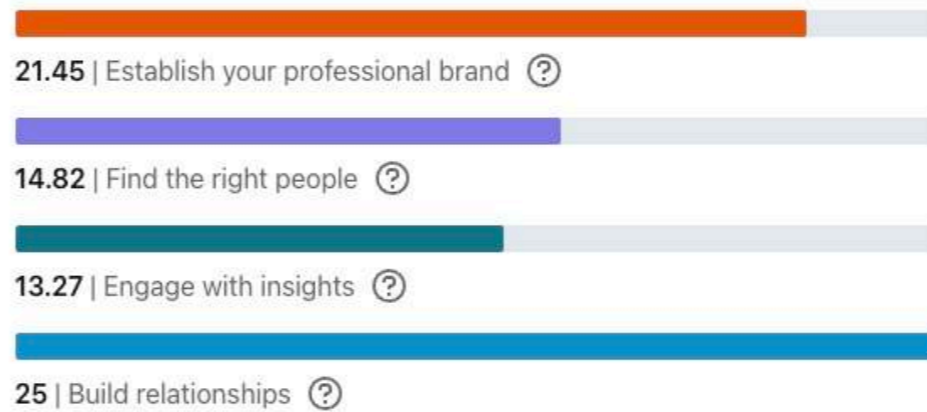 21.45 | Establish your professional brand ?
14.82 | Find the right people ?
13.27 | Engage with insights ?
25 | Build relationships ?